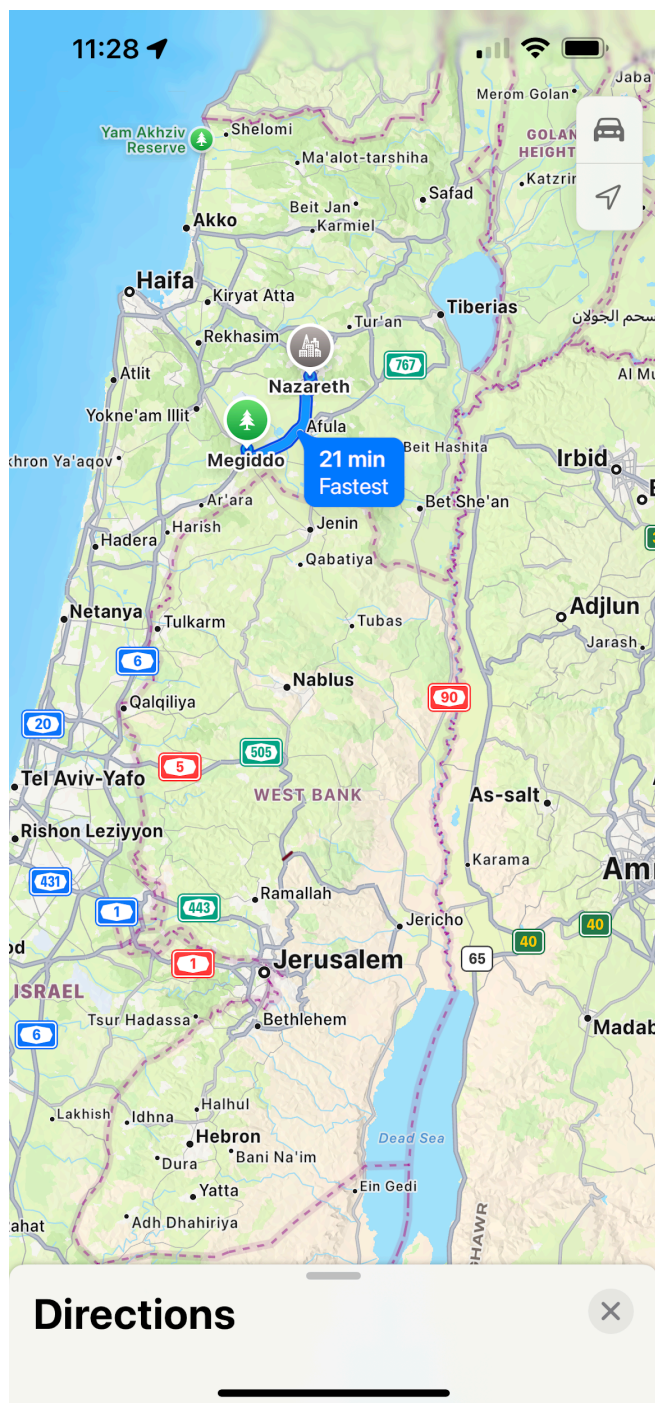 11:28
Jaba
Merom Golan
Yam Akhziv
Reserve
Shelomi
GOLAN
HEIGHT
Ma'alot-tarshiha
Katzrin
Safad
Beit Jan
Akko
Karmiel
Haifa
Kiryat Atta
Tiberias
Tur'an
سحم الجولان
Rekhasim
767
Atlit
Nazareth
Al Mu
Yokne'am Illit
Afula
Megiddo
21 min
Fastest
Beit Hashita
khron Ya'aqov
Irbid
Ar'ara
Bet She'an
Harish
Jenin
Hadera
Qabatiya
Netanya
Adjlun
Tulkarm
Tubas
Jarash
6
Nablus
90
Qalqiliya
20
505
5
Tel Aviv-Yafo
WEST BANK
As-salt
Rishon Leziyyon
Karama
Am
431
Ramallah
1
443
Jericho
40
40
od
1
Jerusalem
65
ISRAEL
Tsur Hadassa
Bethlehem
Madab
6
Lakhish
Idhna
Halhul
Hebron
Dead Sea
Dura
Bani Na'im
Yatta
Ein Gedi
ahat
Adh Dhahiriya
GHAWR
Directions